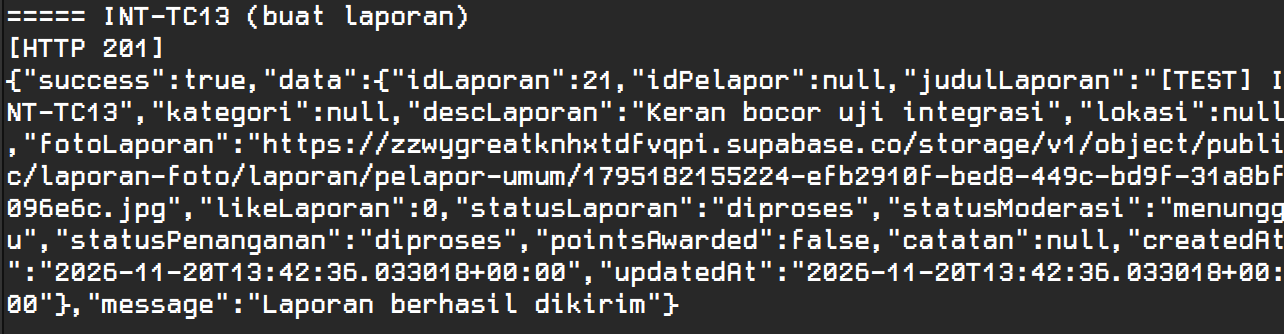 ===== INT-TC13 (buat laporan)
[HTTP 201]
{"success":true,"data":{"idLaporan":21,"idPelapor":null,"judulLaporan":"[TEST] I
NT-TC13","kategori":null,"descLaporan":"Keran bocor uji integrasi","lokasi":null
,"fotoLaporan":"https://zzwygreatknhxtdfvqpi.supabase.co/storage/v1/object/publi
c/laporan-foto/laporan/pelapor-umum/1795182155224-efb2910f-bed8-449c-bd9f-31a8bf
096e6c.jpg","likeLaporan":0,"statusLaporan":"diproses","statusModerasi":"menungg
u","statusPenanganan":"diproses","pointsAwarded":false,"catatan":null,"createdAt
":"2026-11-20T13:42:36.033018+00:00","updatedAt":"2026-11-20T13:42:36.033018+00:
00"},"message":"Laporan berhasil dikirim"}